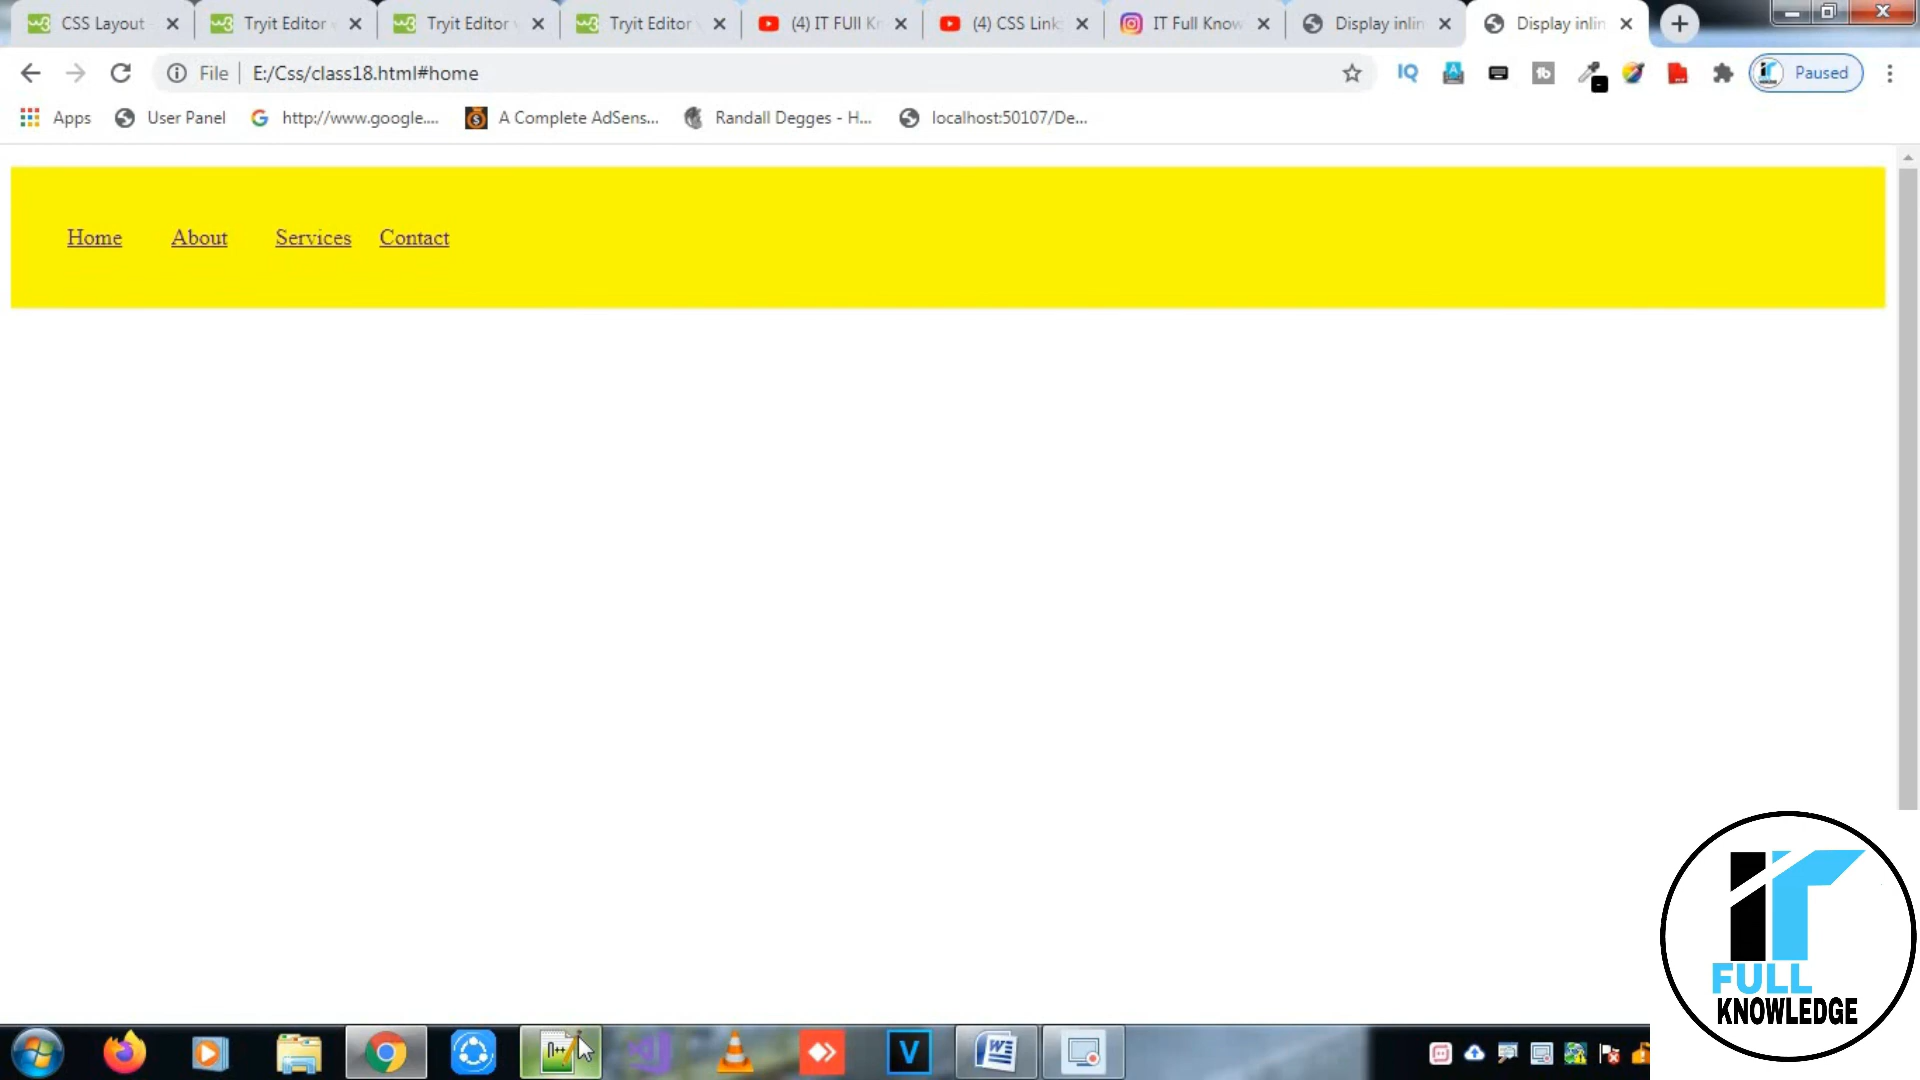 CSS Layout
Tryit Editor
Tryit Editor
Tryit Editor
(4) IT FUll Kr
(4) CSS Link
IT Full Know
Display inlin
Display inlin
File E:/Css/class18.html#home
IQ
Paused
Apps
User Panel
http://www.google....
A Complete AdSens...
Randall Degges - H...
localhost:50107/De...
Home About Services Contact
IT
FULL
KNOWLEDGE